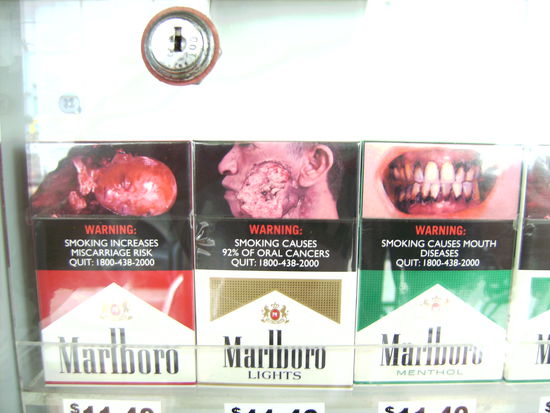 WARNING:
SMOKING INCREASES
MISCARRIAGE RISK
QUIT: 1800-438-2000
Marlboro
WARNING:
SMOKING CAUSES
92% OF ORAL CANCERS
QUIT: 1800-438-2000
Marlboro
LIGHTS
WARNING:
SMOKING CAUSES MOUTH
DISEASES
QUIT: 1800-438-2000
Marlboro
MENTHOL